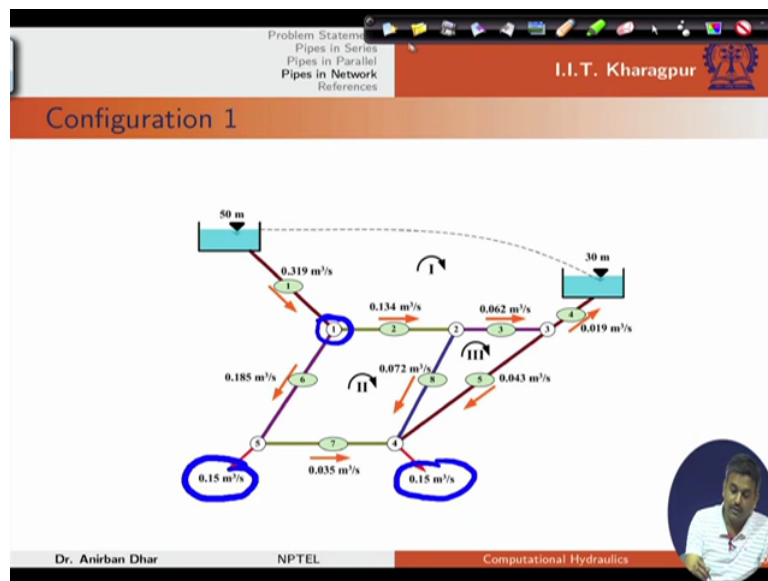 Problem Stateme
Pipes in Series
Pipes in Parallel
Pipes in Network
References
I.I.T. Kharagpur
Configuration 1
50 m
30 m
0.319 m³/s
I
1
0.134 m³/s
0.062 m³/s
4
0.019 m³/s
1
2
2
3
3
III
0.185 m³/s
6
II
0.072 m³/s
8
5
0.043 m³/s
5
7
4
0.035 m³/s
0.15 m³/s
0.15 m³/s
Dr. Anirban Dhar
NPTEL
Computational Hydraulics